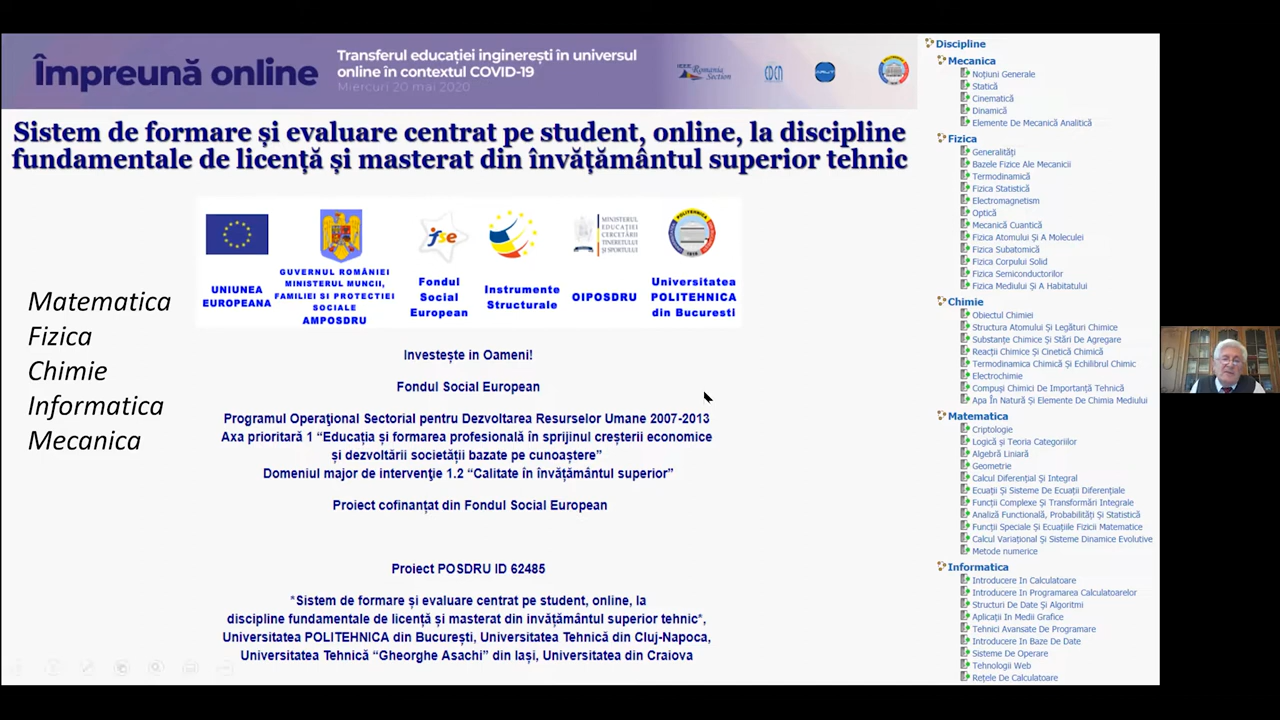 Împreună online
Transferul educației inginerești în universul
online în contextul COVID-19
Miercuri 20 mai 2020
IEEE Romania
Section
Sistem de formare și evaluare centrat pe student, online, la discipline
fundamentale de licență și masterat din învățământul superior tehnic
Matematica
Fizica
Chimie
Informatica
Mecanica
UNIUNEA
EUROPEANA
GUVERNUL ROMÂNIEI
MINISTERUL MUNCII,
FAMILIEI SI PROTECTIEI
SOCIALE
AMPOSDRU
fse
Fondul
Social
European
Instrumente
Structurale
MINISTERUL
EDUCAȚIEI
CERCETĂRII
TINERETULUI
ȘI SPORTULUI
OIPOSDRU
POLITEHNICA
Universitatea
POLITEHNICA
din Bucuresti
Investește in Oameni!
Fondul Social European
Programul Operaţional Sectorial pentru Dezvoltarea Resurselor Umane 2007-2013
Axa prioritară 1 “Educația și formarea profesională în sprijinul creșterii economice
și dezvoltării societății bazate pe cunoaștere”
Domeniul major de intervenţie 1.2 “Calitate în învățământul superior”
Proiect cofinanțat din Fondul Social European
Proiect POSDRU ID 62485
*Sistem de formare și evaluare centrat pe student, online, la
discipline fundamentale de licență și masterat din invățământul superior tehnic*,
Universitatea POLITEHNICA din București, Universitatea Tehnică din Cluj-Napoca,
Universitatea Tehnică “Gheorghe Asachi” din Iași, Universitatea din Craiova
Discipline
Mecanica
Noțiuni Generale
Statică
Cinematică
Dinamică
Elemente De Mecanică Analitică
Fizica
Generalități
Bazele Fizice Ale Mecanicii
Termodinamică
Fizica Statistică
Electromagnetism
Optică
Mecanică Cuantică
Fizica Atomului Și A Moleculei
Fizica Subatomică
Fizica Corpului Solid
Fizica Semiconductorilor
Fizica Mediului Și A Habitatului
Chimie
Obiectul Chimiei
Structura Atomului Și Legături Chimice
Substanțe Chimice Și Stări De Agregare
Reacții Chimice Și Cinetică Chimică
Termodinamica Chimică Și Echilibrul Chimic
Electrochimie
Compuși Chimici De Importanță Tehnică
Apa În Natură Și Elemente De Chimia Mediului
Matematica
Criptologie
Logică și Teoria Categoriilor
Algebră Liniară
Geometrie
Calcul Diferențial Și Integral
Ecuații Și Sisteme De Ecuații Diferențiale
Funcții Complexe Și Transformări Integrale
Analiză Functională, Probabilități Și Statistică
Funcții Speciale Și Ecuațiile Fizicii Matematice
Calcul Variațional Și Sisteme Dinamice Evolutive
Metode numerice
Informatica
Introducere In Calculatoare
Introducere In Programarea Calculatoarelor
Structuri De Date Și Algoritmi
Aplicații In Medii Grafice
Tehnici Avansate De Programare
Introducere In Baze De Date
Sisteme De Operare
Tehnologii Web
Rețele De Calculatoare